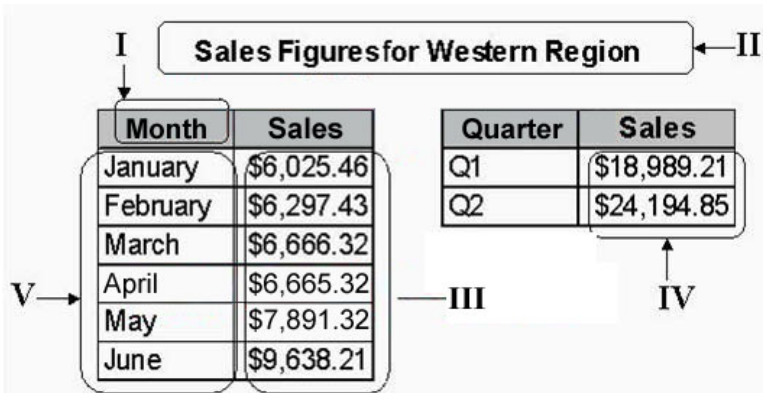 I
Sales Figures for Western Region
II
Month Sales
January $6,025.46
February $6,297.43
March $6,666.32
April $6,665.32
May $7,891.32
June $9,638.21
V
III
Quarter Sales
Q1 $18,989.21
Q2 $24,194.85
IV